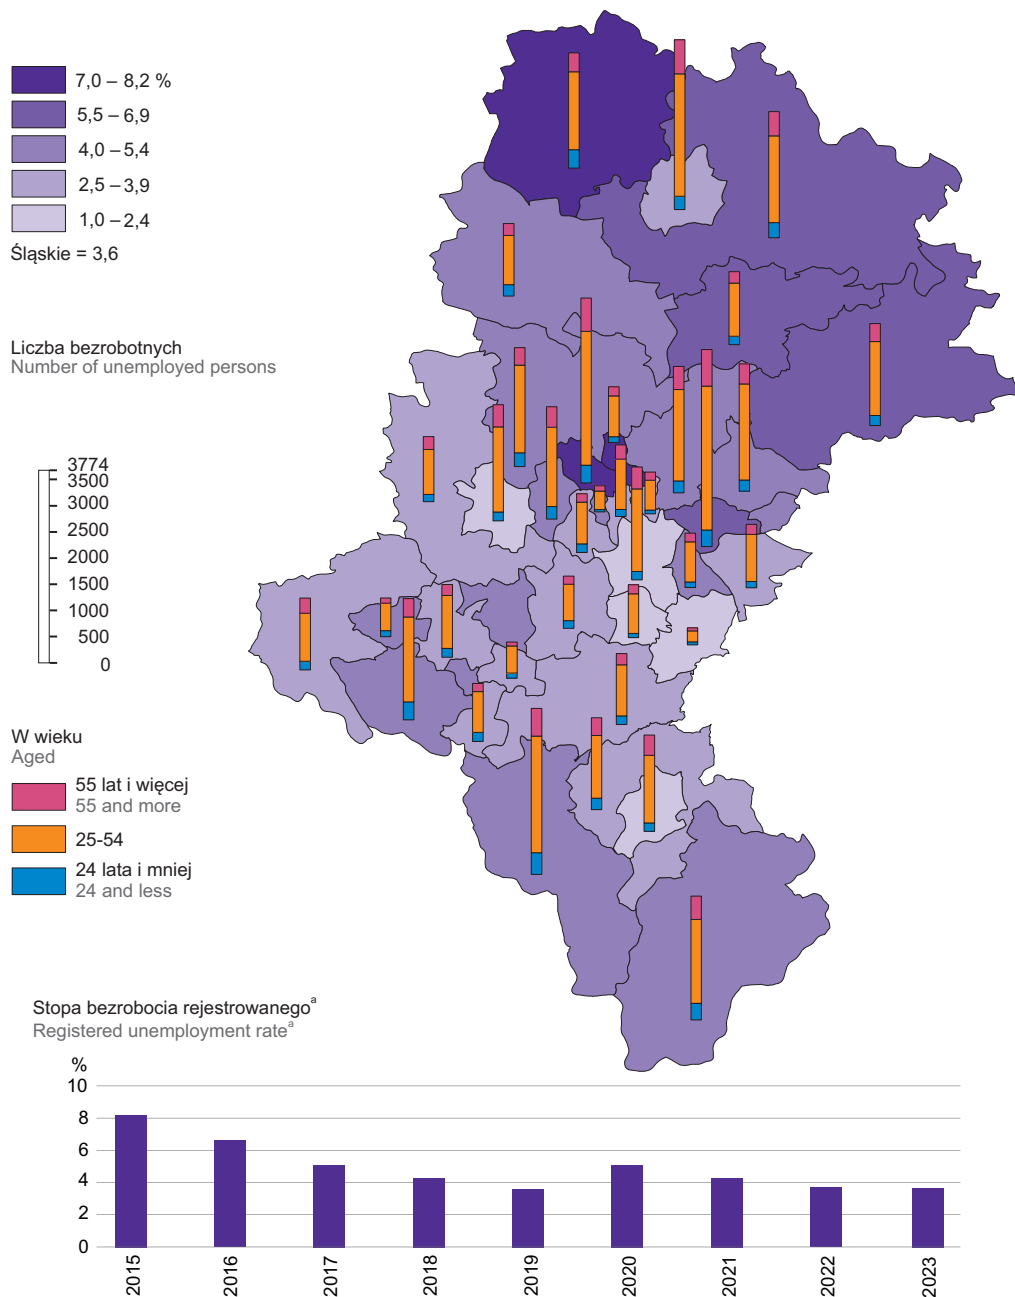 7,0 – 8,2 %
5,5 – 6,9
4,0 – 5,4
2,5 – 3,9
1,0 – 2,4
Śląskie = 3,6
Liczba bezrobotnych
Number of unemployed persons
3774
3500
3000
2500
2000
1500
1000
500
0
W wieku
Aged
55 lat i więcej
55 and more
25-54
24 lata i mniej
24 and less
Stopa bezrobocia rejestrowanego a
Registered unemployment rate a
%
10
8
6
4
2
0
2015
2016
2017
2018
2019
2020
2021
2022
2023